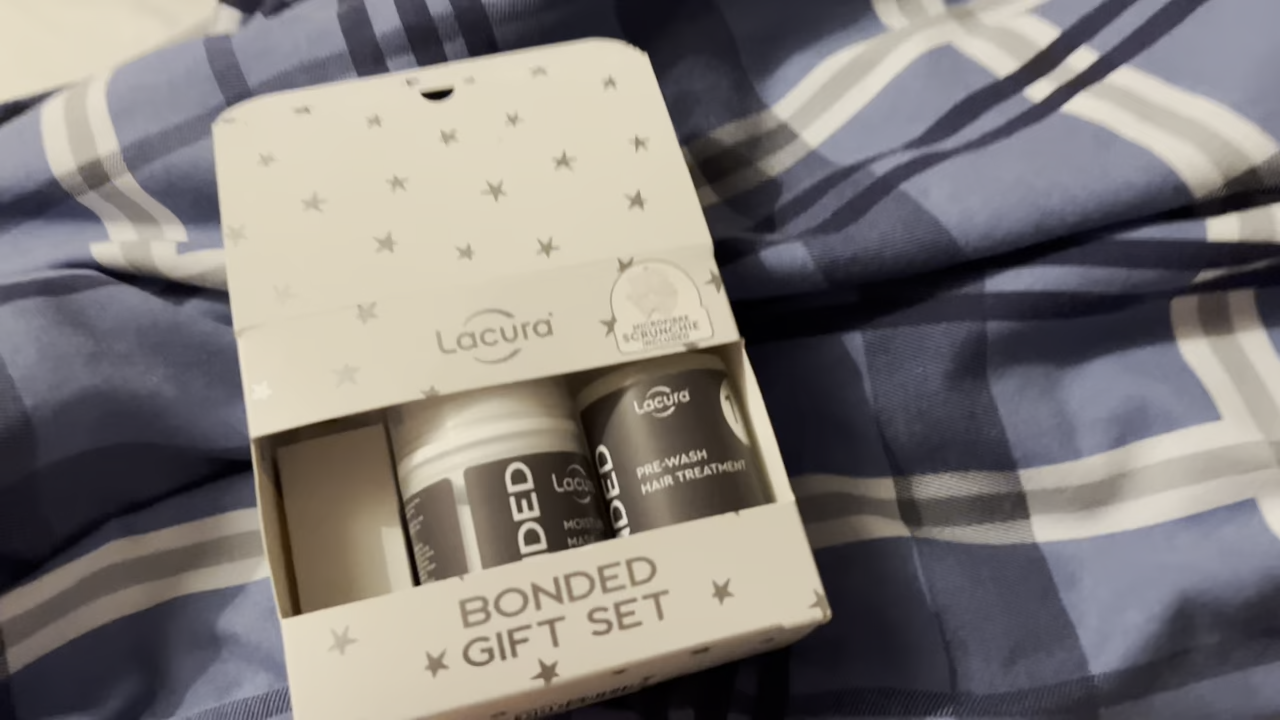 Lacura
MICROFIBRE
SCRUNCHIE
INCLUDED
Lacura
PRE-WASH
HAIR TREATMENT
DED
Lacura
DED
BONDED
GIFT SET